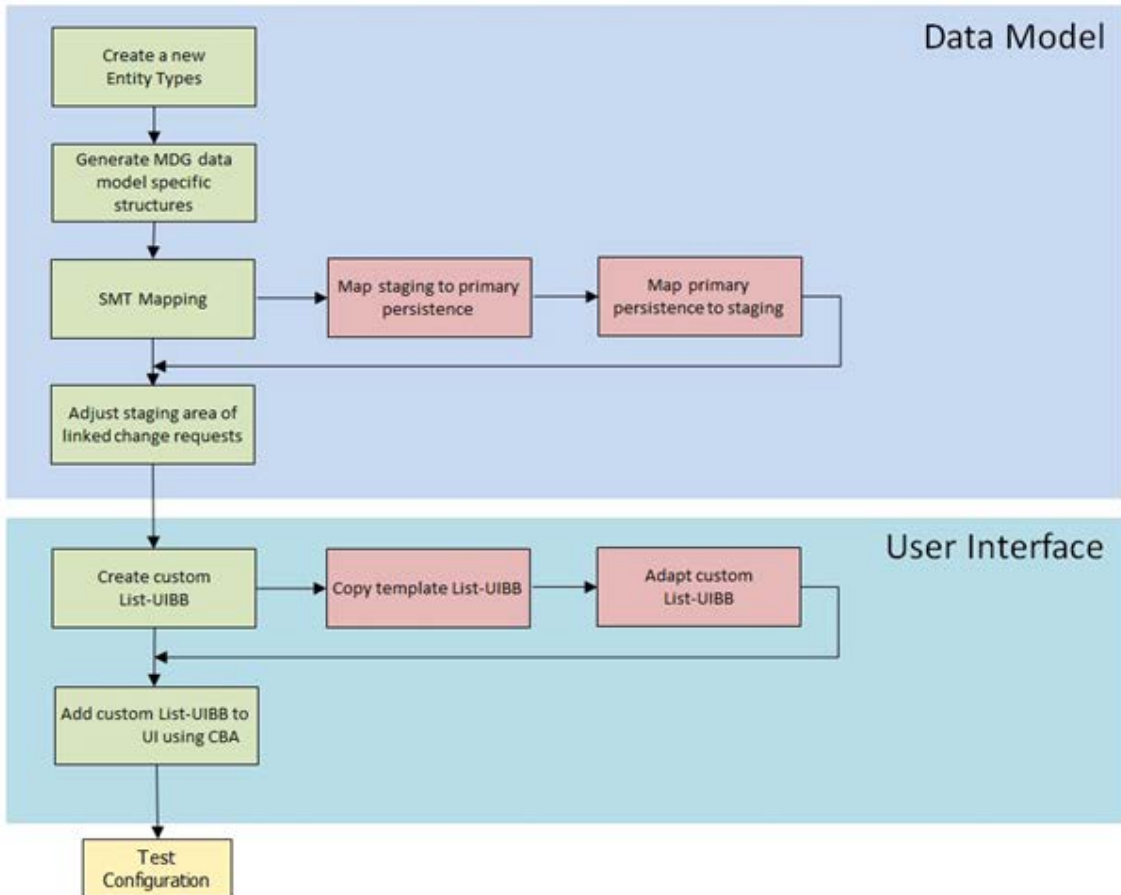 Data Model
Create a new
Entity Types
Generate MDG data
model specific
structures
SMT Mapping
Map staging to primary
persistence
Map primary
persistence to staging
Adjust staging area of
linked change requests
User Interface
Create custom
List-UIBB
Copy template List-UIBB
Adapt custom
List-UIBB
Add custom List-UIBB to
UI using CBA
Test
Configuration